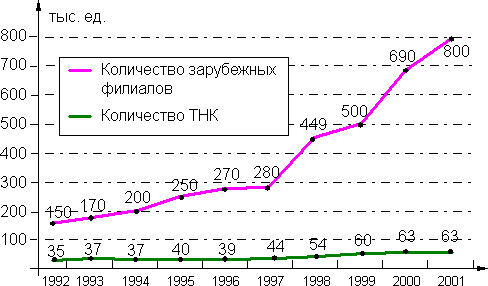 тыс. ед.
800
700
600
500
400
300
200
100
Количество зарубежных
филиалов
Количество ТНК
150 170 200 250 270 280 449 500 690 800
35 37 37 40 39 44 54 60 63 63
1992 1993 1994 1995 1996 1997 1998 1999 2000 2001